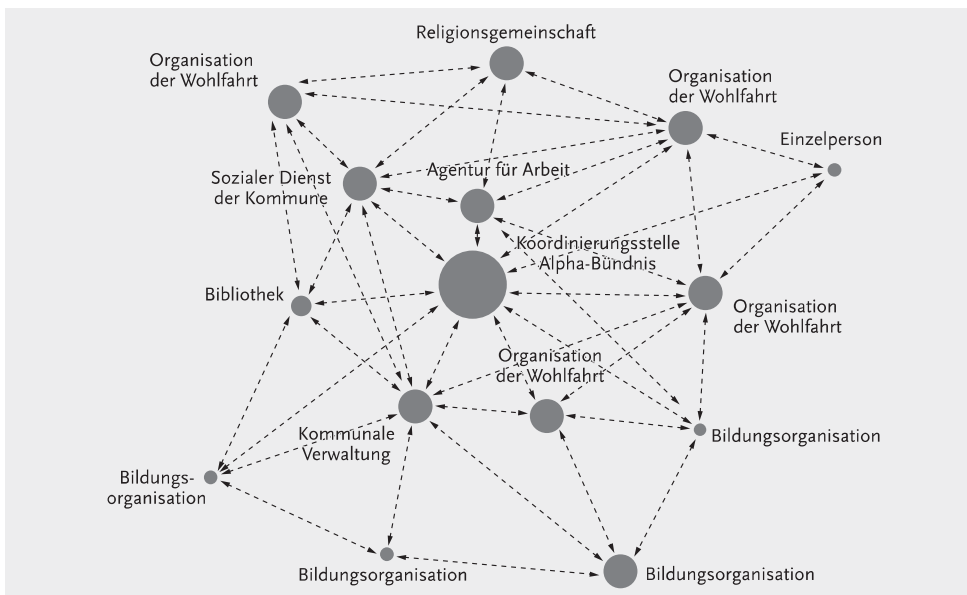 Religionsgemeinschaft
Organisation
der Wohlfahrt
Organisation
der Wohlfahrt
Einzelperson
Agentur für Arbeit
Sozialer Dienst
der Kommune
Koordinierungsstelle
Alpha-Bündnis
Bibliothek
Organisation
der Wohlfahrt
Organisation
der Wohlfahrt
Kommunale
Verwaltung
Bildungsorganisation
Bildungs-
organisation
Bildungsorganisation
Bildungsorganisation